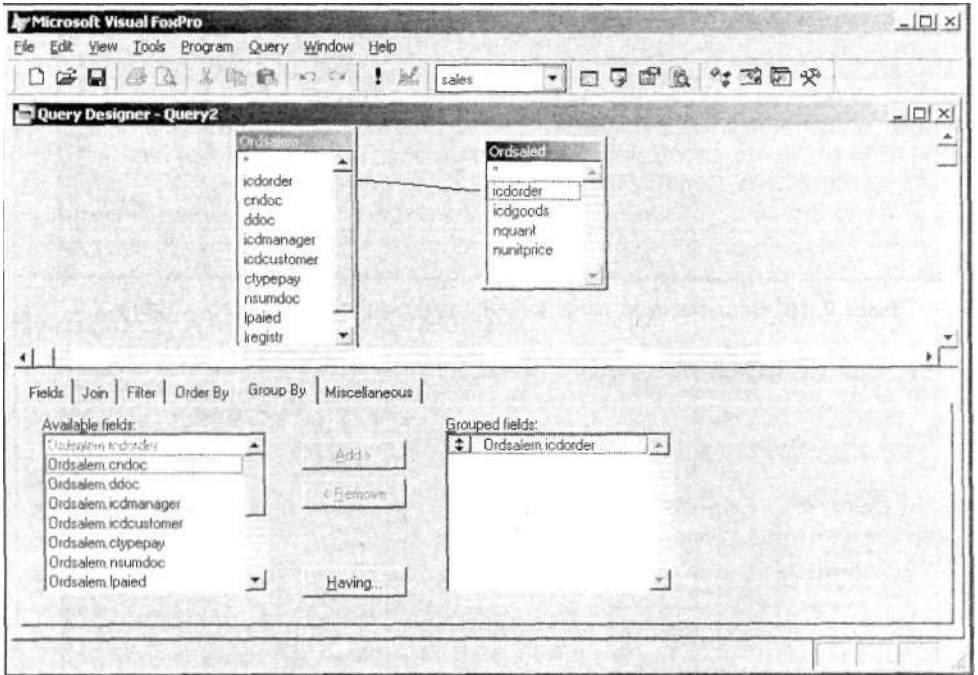 Microsoft Visual FoxPro
File Edit View Tools Program Query Window Help
sales
Query Designer - Query2
Ordsalem
*
icdorder
cndoc
ddoc
icdmanager
icdcustomer
ctypepay
nsumdoc
lpaied
lregistr
Ordsaled
*
icdorder
icdgoods
nquant
nunitprice
Fields Join Filter Order By Group By Miscellaneous
Available fields:
Ordsalem.icdorder
Ordsalem.cndoc
Ordsalem.ddoc
Ordsalem.icdmanager
Ordsalem.icdcustomer
Ordsalem.ctypepay
Ordsalem.nsumdoc
Ordsalem.lpaied
Add >
< Remove
Having...
Grouped fields:
Ordsalem.icdorder